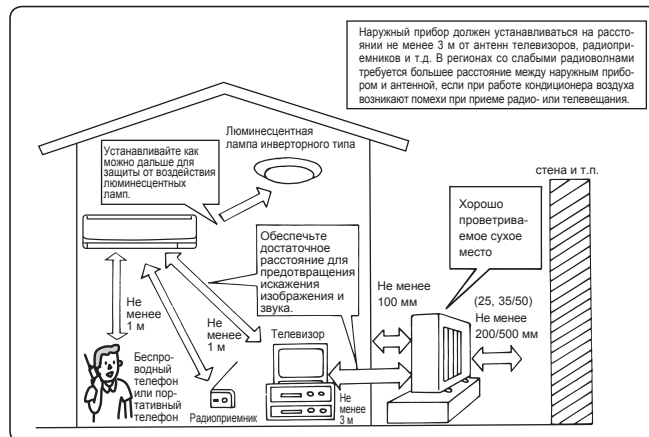 Наружный прибор должен устанавливаться на рассто-
янии не менее 3 м от антенн телевизоров, радиопри-
емников и т.д. В регионах со слабыми радиоволнами
требуется большее расстояние между наружным прибо-
ром и антенной, если при работе кондиционера воздуха
возникают помехи при приеме радио- или телевещания.
Люминесцентная
лампа инверторного типа
Устанавливайте как
можно дальше для
защиты от воздействия
люминесцентных
ламп.
стена и т.п.
Хорошо
проветрива-
емое сухое
место
Обеспечьте
достаточное
расстояние для
предотвращения
искажения
изображения и
звука.
Не менее
100 мм
(25, 35/50)
Не менее
200/500 мм
Не
менее
1 м
Не
менее
1 м
Телевизор
Беспро-
водный
телефон
или пор-
тативный
телефон
Радиоприемник
Не
менее
3 м